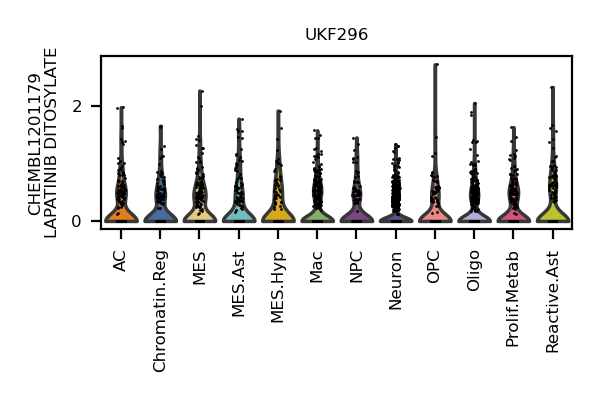 UKF296
CHEMBL1201179
LAPATINIB DITOSYLATE
2
0
AC
Chromatin.Reg
MES
MES.Ast
MES.Hyp
Mac
NPC
Neuron
OPC
Oligo
Prolif.Metab
Reactive.Ast